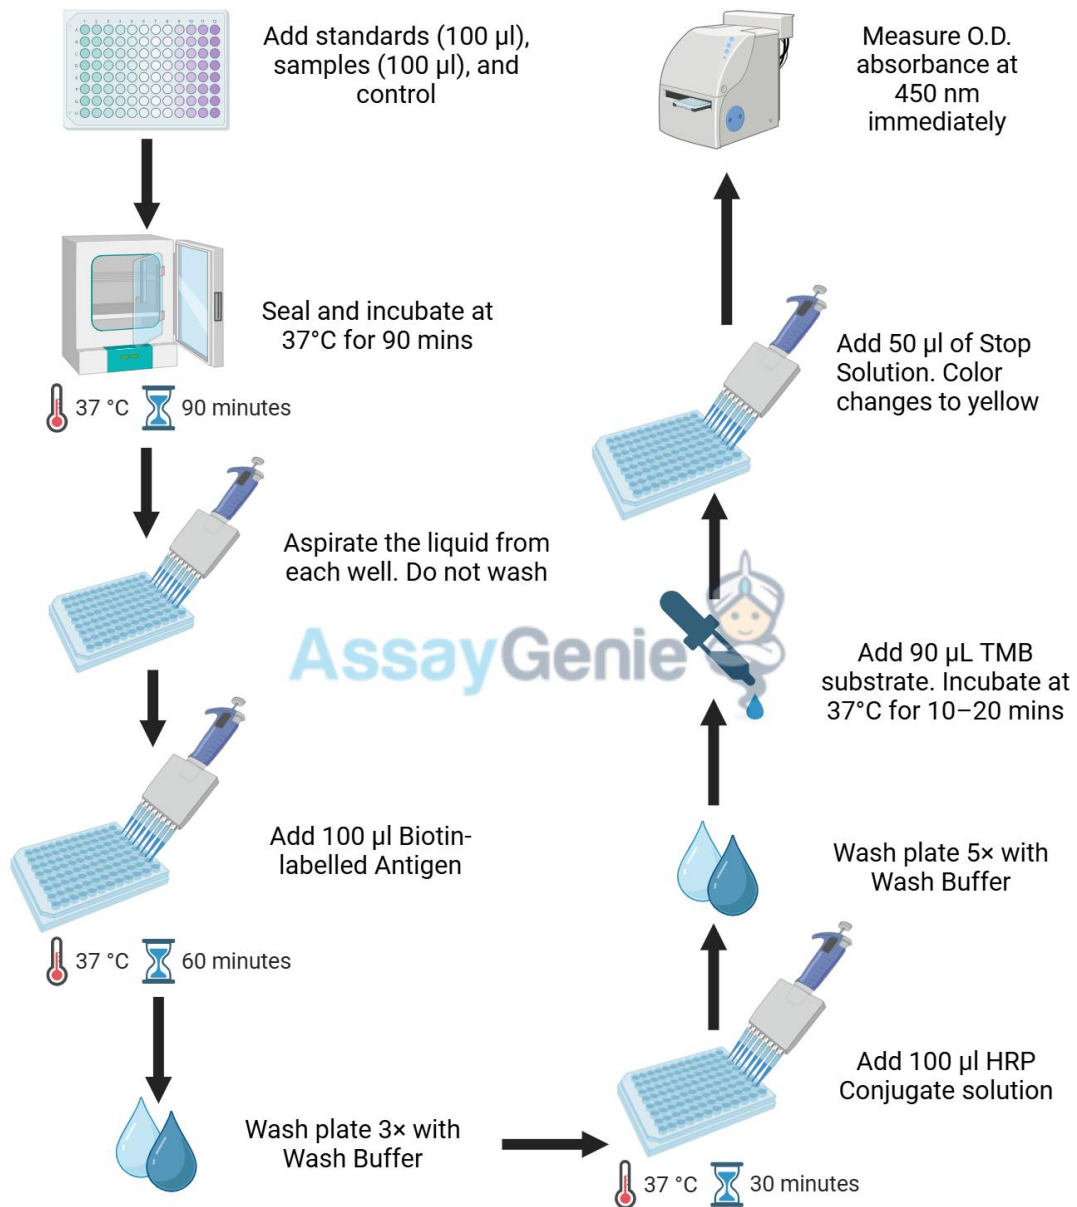 Add standards (100 µl),
samples (100 µl), and
control
Seal and incubate at
37°C for 90 mins
37 °C
90 minutes
Aspirate the liquid from
each well. Do not wash
Add 100 µl Biotin-
labelled Antigen
37 °C
60 minutes
Wash plate 3× with
Wash Buffer
Add 100 µl HRP
Conjugate solution
37 °C
30 minutes
Wash plate 5× with
Wash Buffer
Add 90 µL TMB
substrate. Incubate at
37°C for 10–20 mins
Add 50 µl of Stop
Solution. Color
changes to yellow
Measure O.D.
absorbance at
450 nm
immediately
AssayGenie